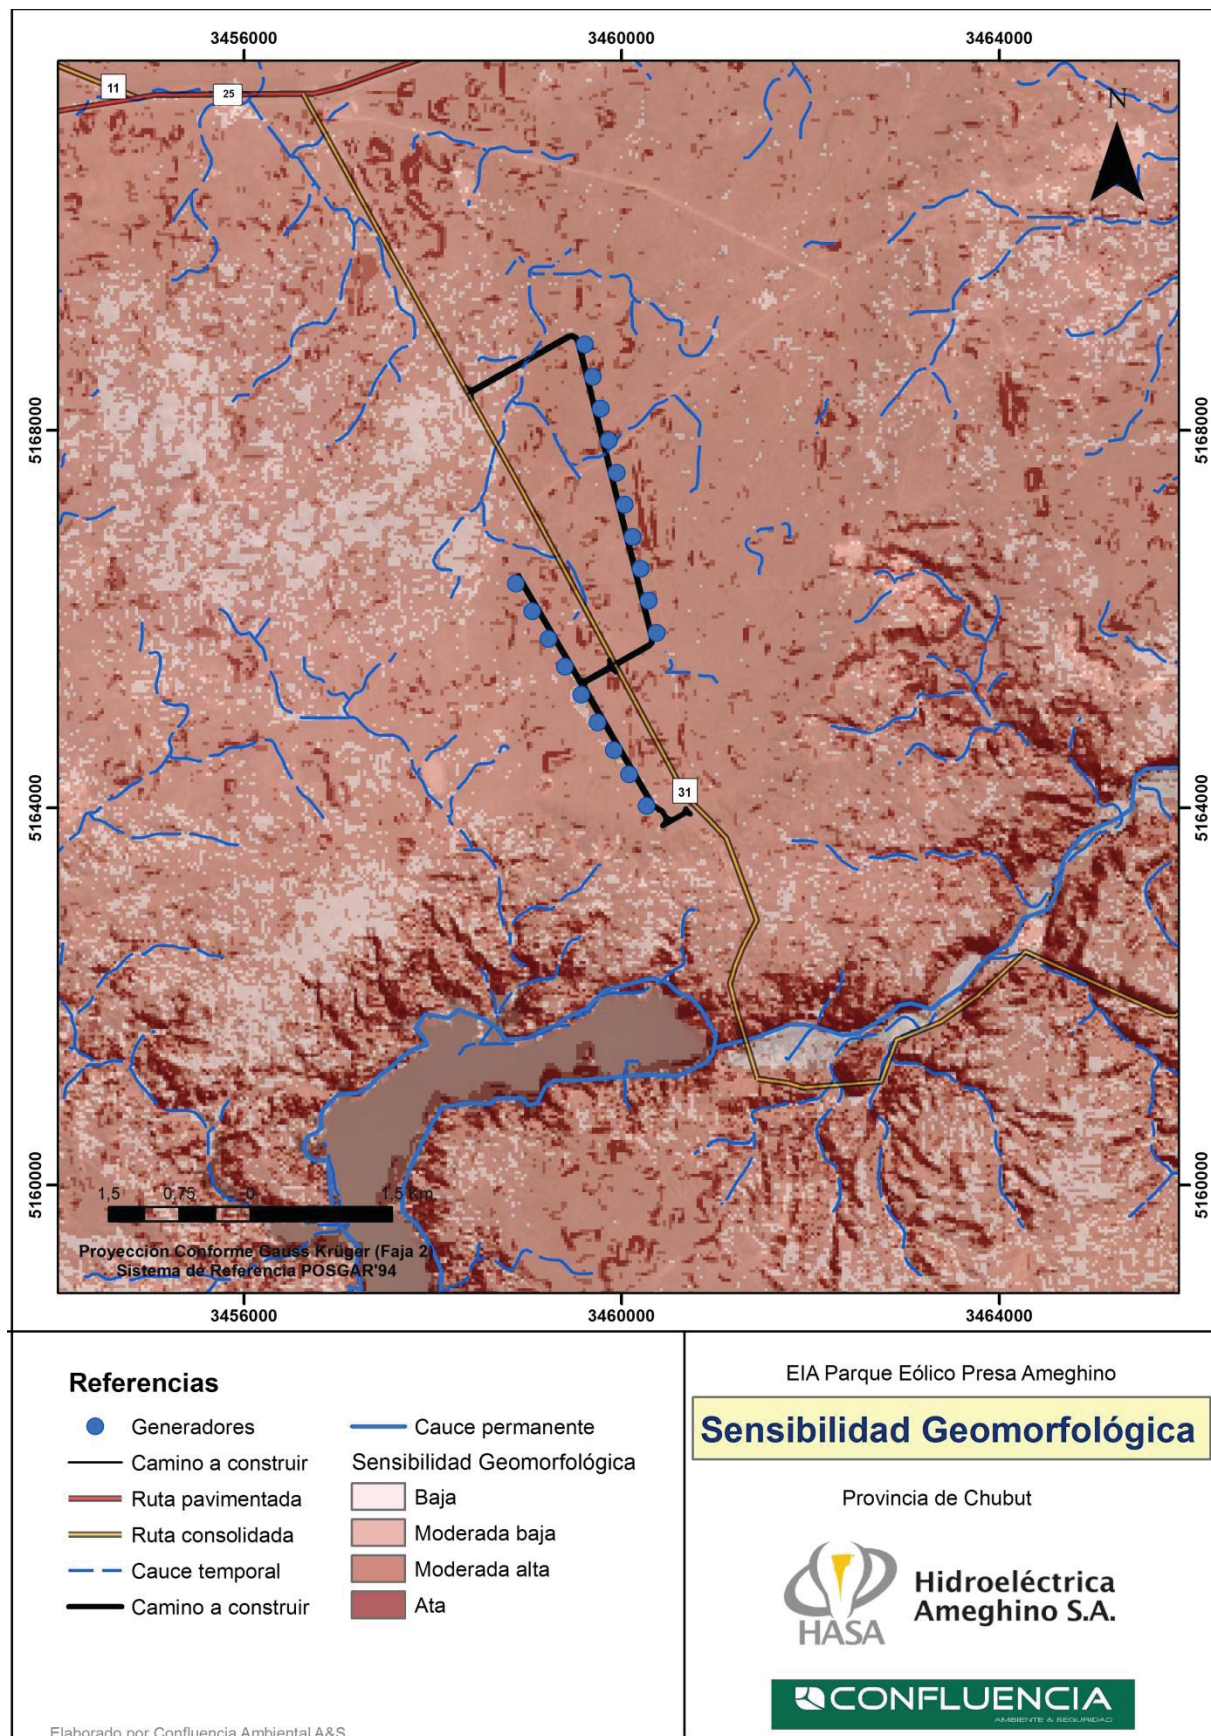 3456000 3460000 3464000
11
25
N
5168000 5168000
31
5164000 5164000
5160000 5160000
1,5 0,75 0 1,5 Km
Proyección Conforme Gauss Krüger (Faja 2)
Sistema de Referencia POSGAR'94
3456000 3460000 3464000
Referencias
Generadores
Camino a construir
Ruta pavimentada
Ruta consolidada
Cauce temporal
Camino a construir
Cauce permanente
Sensibilidad Geomorfológica
Baja
Moderada baja
Moderada alta
Ata
EIA Parque Eólico Presa Ameghino
Sensibilidad Geomorfológica
Provincia de Chubut
HASA
Hidroeléctrica
Ameghino S.A.
CONFLUENCIA
AMBIENTE & SEGURIDAD
Elaborado por Confluencia Ambiental A&S